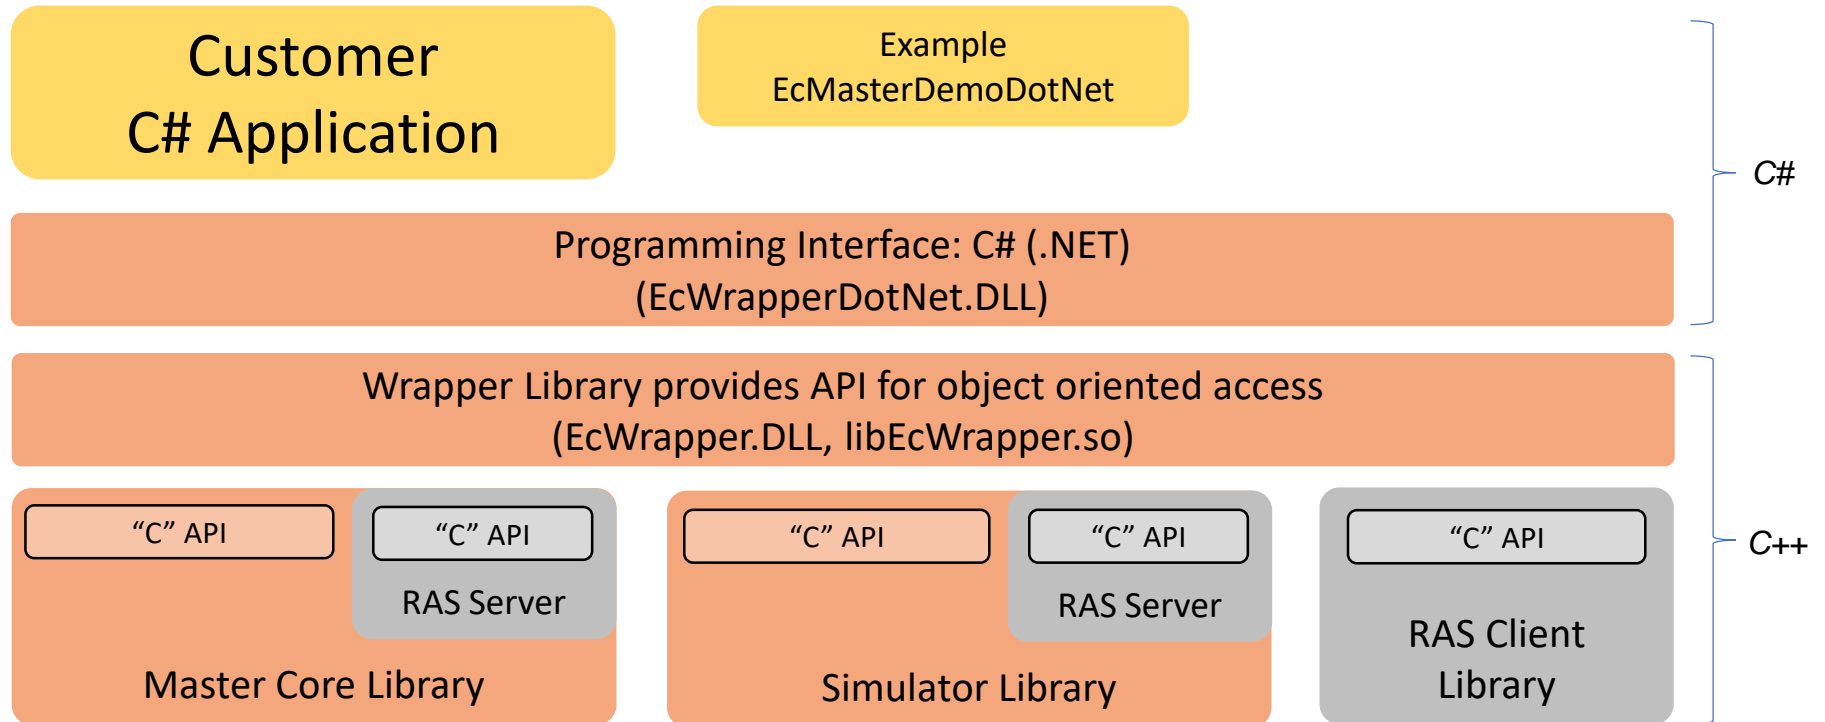 Customer
C# Application
Example
EcMasterDemoDotNet
C#
Programming Interface: C# (.NET)
(EcWrapperDotNet.DLL)
Wrapper Library provides API for object oriented access
(EcWrapper.DLL, libEcWrapper.so)
“C” API
“C” API
RAS Server
Master Core Library
“C” API
“C” API
RAS Server
Simulator Library
“C” API
RAS Client
Library
C++